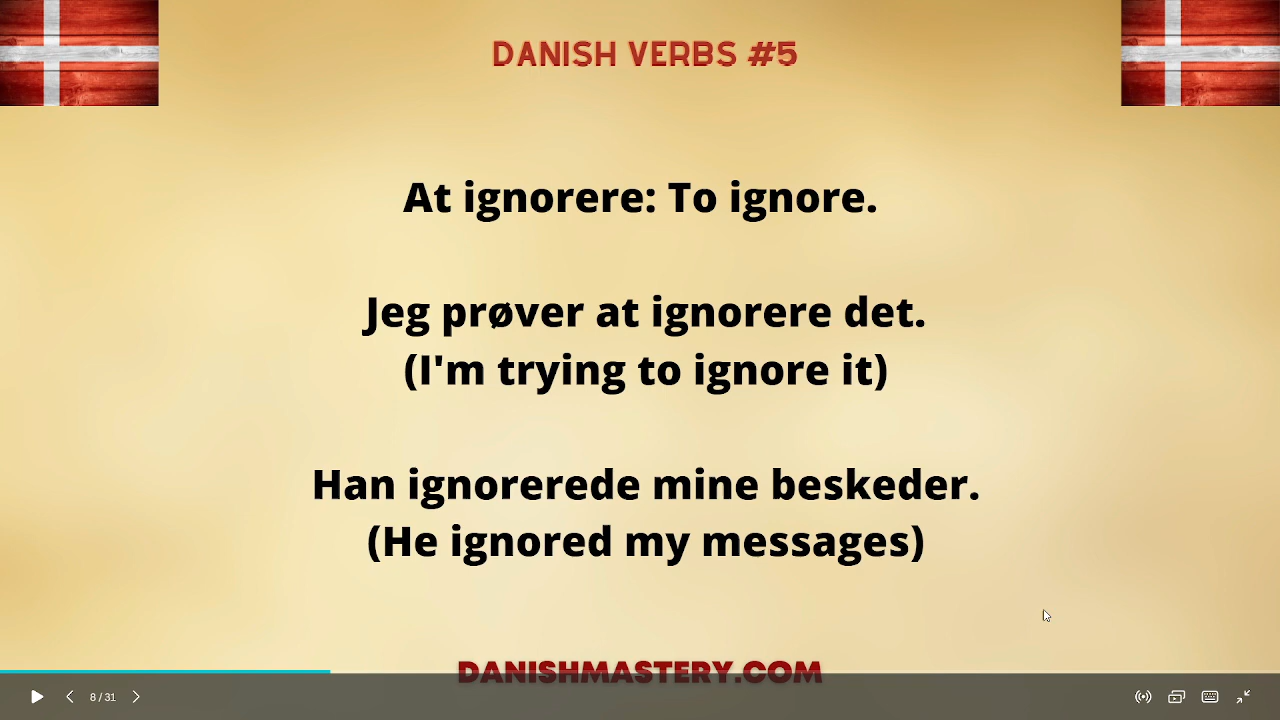 DANISH VERBS #5
At ignorere: To ignore.
Jeg prøver at ignorere det.
(I'm trying to ignore it)
Han ignorerede mine beskeder.
(He ignored my messages)
DANISHMASTERY.COM
8 / 31